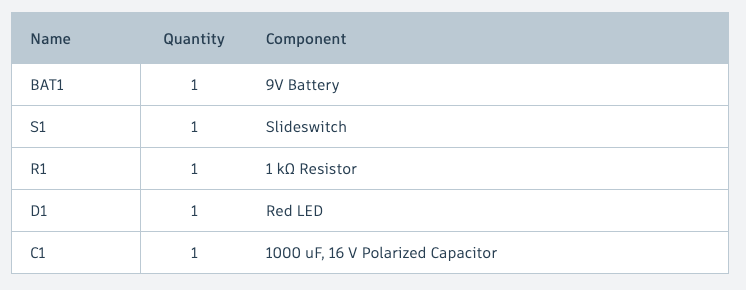 Name Quantity Component
BAT1 1 9V Battery
S1 1 Slideswitch
R1 1 1 kΩ Resistor
D1 1 Red LED
C1 1 1000 uF, 16 V Polarized Capacitor